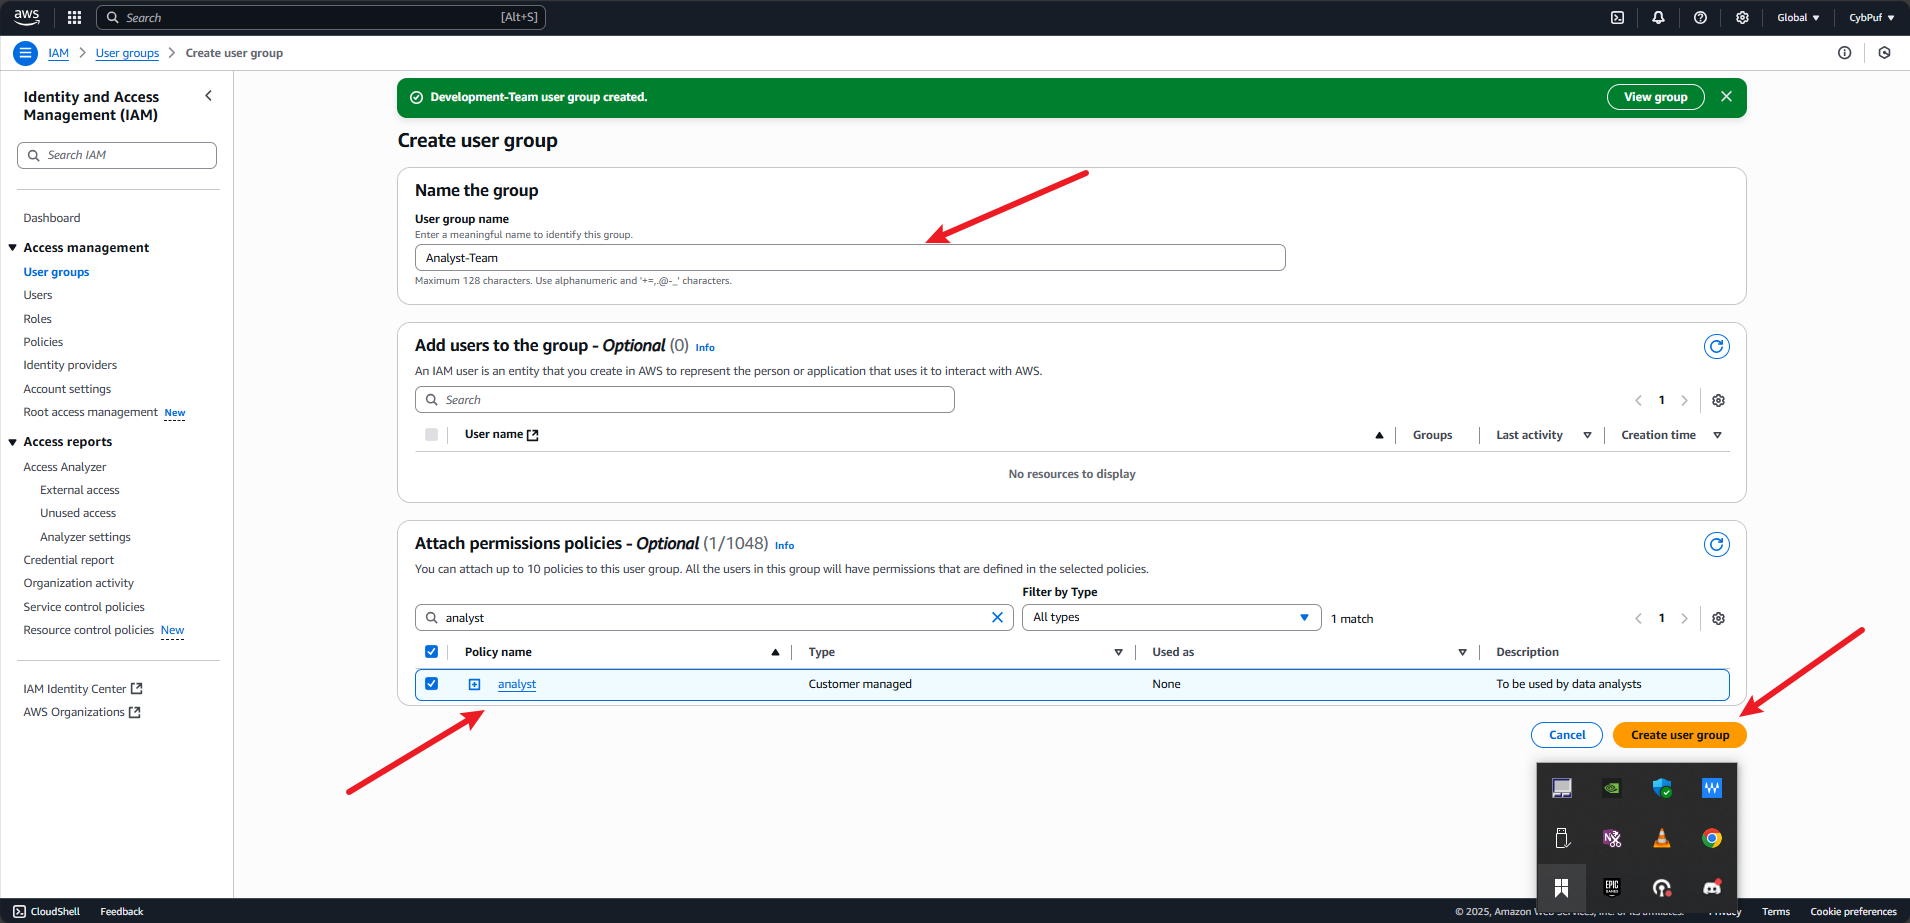 aws
Search
[Alt+S]
Global
CybPuf
IAM
User groups
Create user group
Identity and Access Management (IAM)
Search IAM
Dashboard
Access management
User groups
Users
Roles
Policies
Identity providers
Account settings
Root access management New
Access reports
Access Analyzer
External access
Unused access
Analyzer settings
Credential report
Organization activity
Service control policies
Resource control policies New
IAM Identity Center
AWS Organizations
Development-Team user group created.
View group
Create user group
Name the group
User group name
Enter a meaningful name to identify this group.
Analyst-Team
Maximum 128 characters. Use alphanumeric and '+=,.@-_' characters.
Add users to the group - Optional (0) Info
An IAM user is an entity that you create in AWS to represent the person or application that uses it to interact with AWS.
Search
1
User name
Groups
Last activity
Creation time
No resources to display
Attach permissions policies - Optional (1/1048) Info
You can attach up to 10 policies to this user group. All the users in this group will have permissions that are defined in the selected policies.
Filter by Type
analyst
All types
1 match
1
Policy name
Type
Used as
Description
analyst
Customer managed
None
To be used by data analysts
Cancel
Create user group
EPIC GAMES
CloudShell
Feedback
© 2025, Amazon Web Services, Inc. or its affiliates.
Privacy
Terms
Cookie preferences